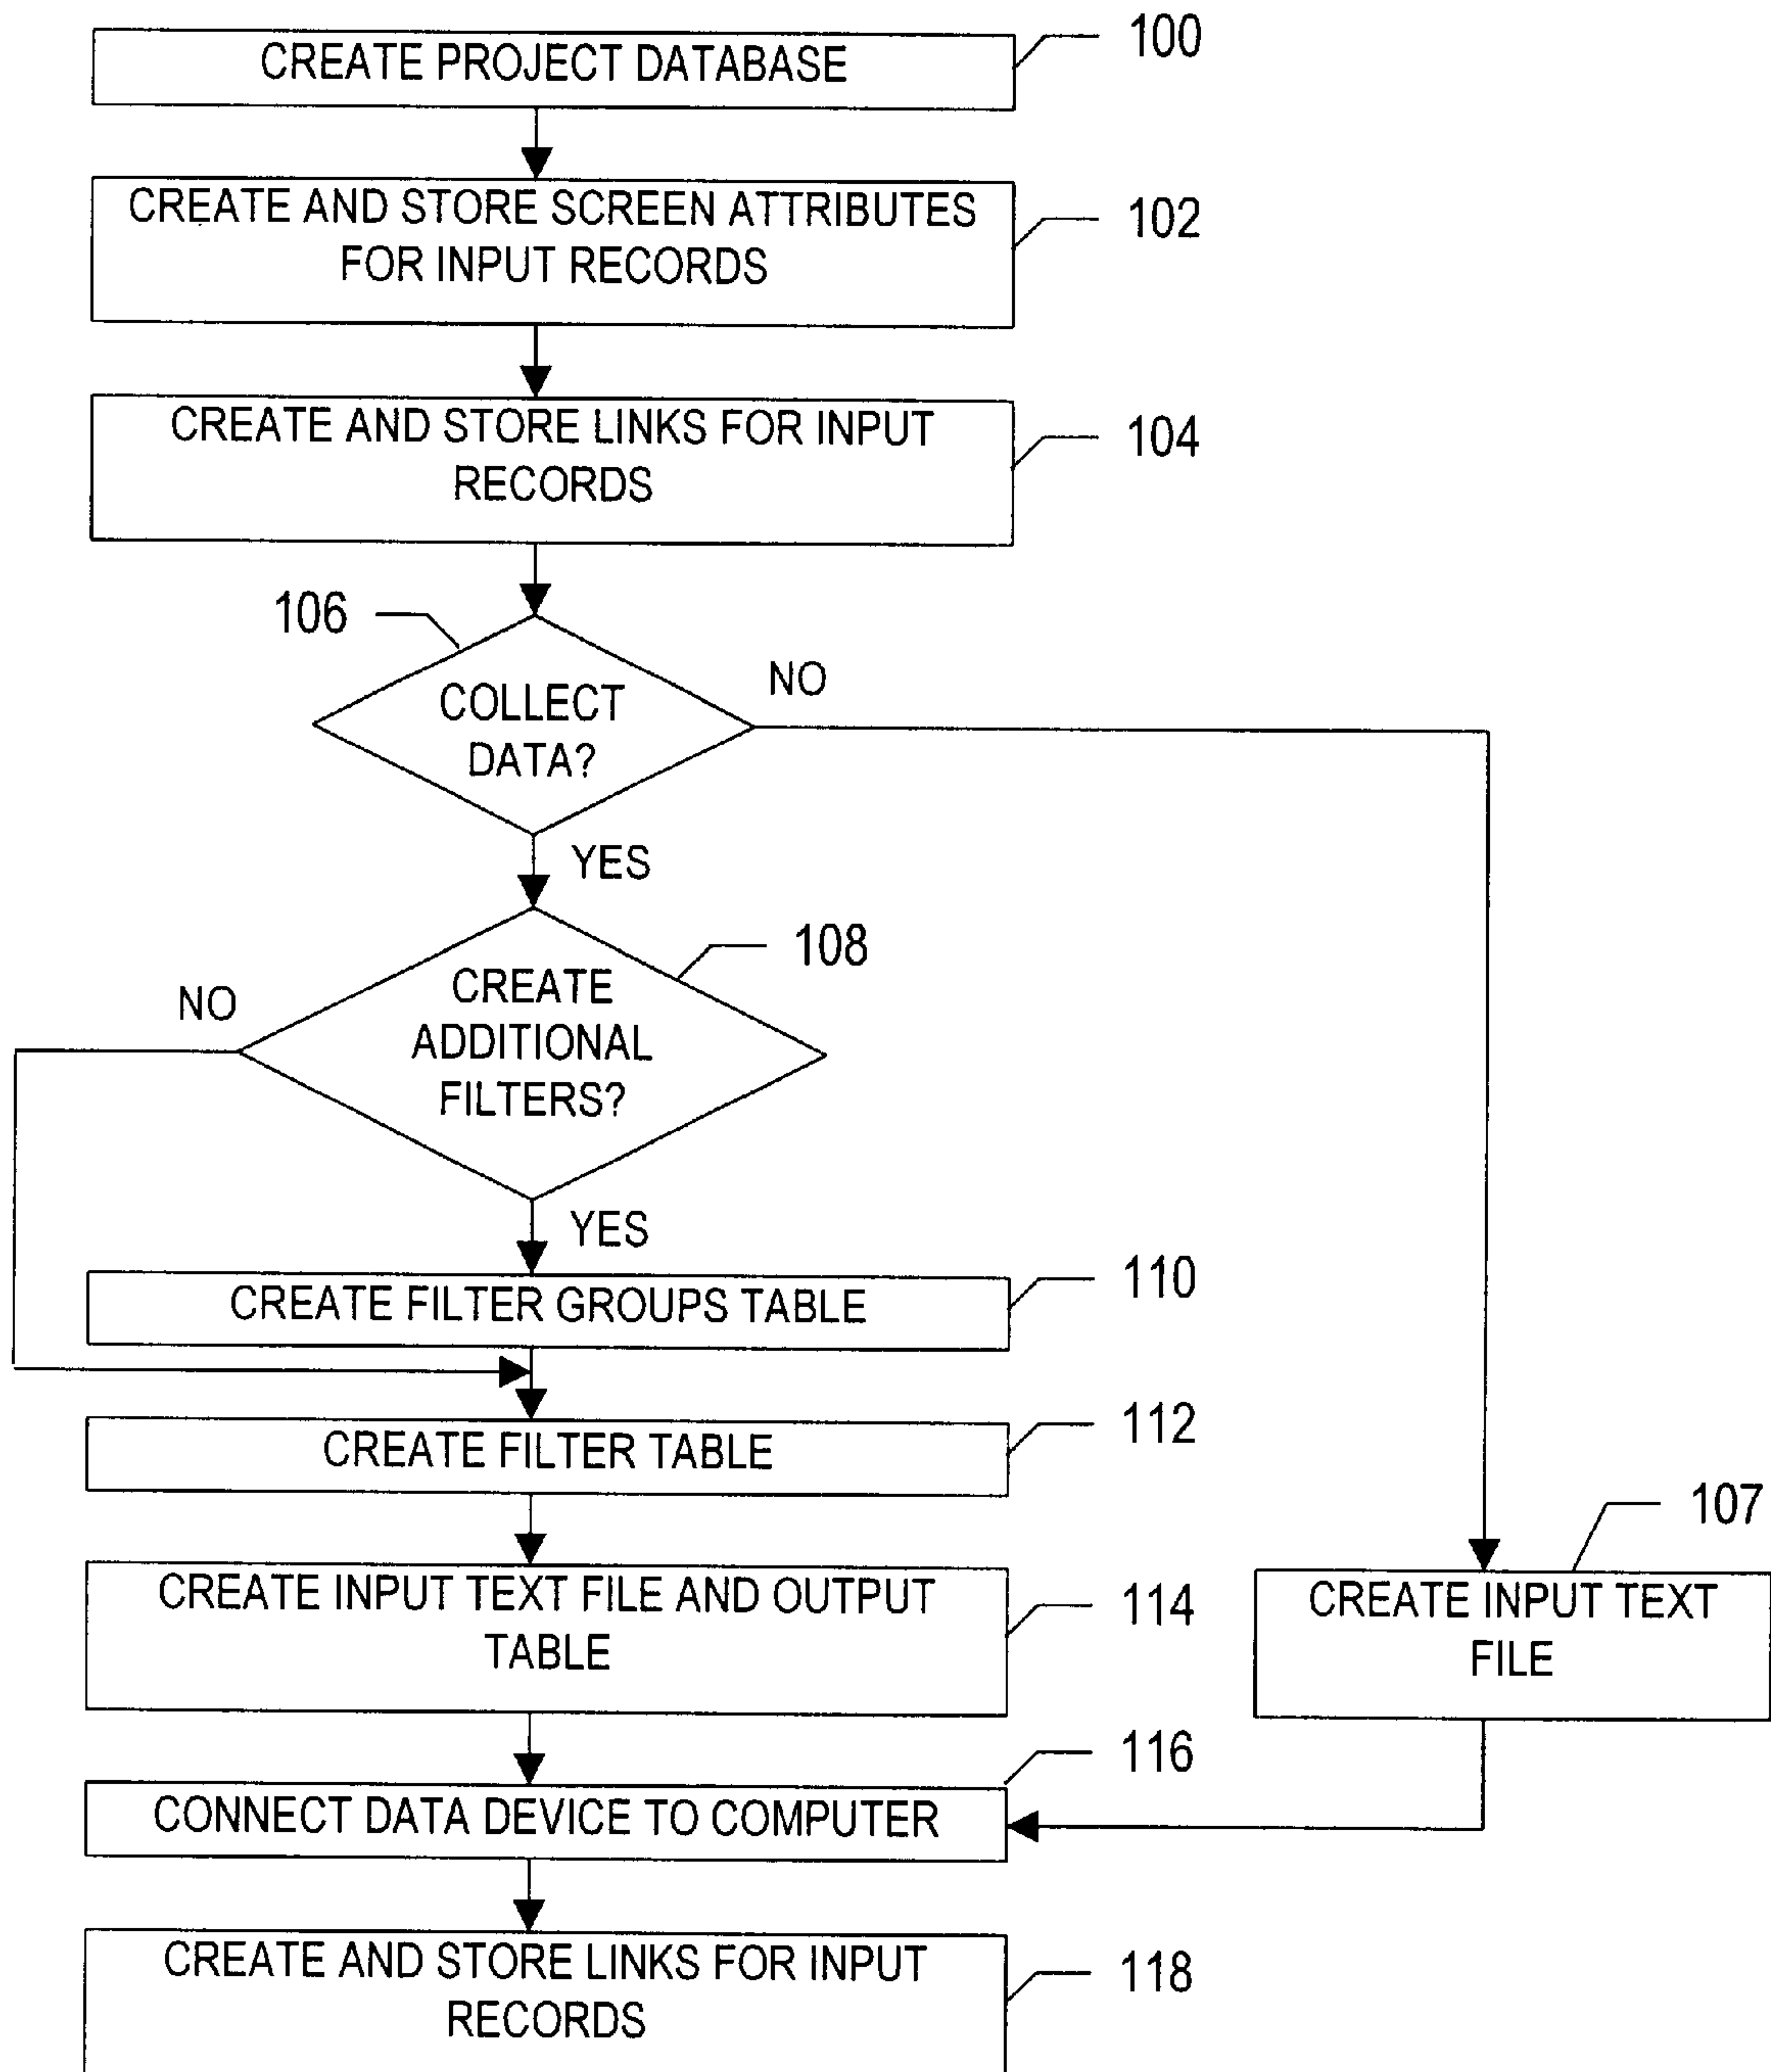 CREATE PROJECT DATABASE
100
CREATE AND STORE SCREEN ATTRIBUTES
FOR INPUT RECORDS
102
CREATE AND STORE LINKS FOR INPUT
RECORDS
104
106
COLLECT
DATA?
NO
YES
108
CREATE
ADDITIONAL
FILTERS?
NO
YES
CREATE FILTER GROUPS TABLE
110
CREATE FILTER TABLE
112
CREATE INPUT TEXT FILE AND OUTPUT
TABLE
114
107
CREATE INPUT TEXT
FILE
116
CONNECT DATA DEVICE TO COMPUTER
CREATE AND STORE LINKS FOR INPUT
RECORDS
118